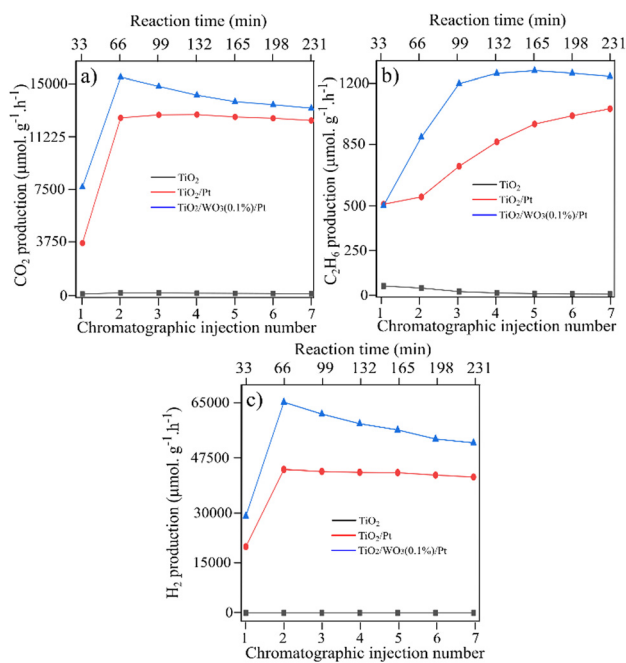 Reaction time (min)
33 66 99 132 165 198 231
a)
15000
11225
7500
3750
0
CO₂ production (μmol. g⁻¹.h⁻¹)
TiO₂
TiO₂/Pt
TiO₂/WO₃(0.1%)/Pt
1 2 3 4 5 6 7
Chromatographic injection number
Reaction time (min)
33 66 99 132 165 198 231
b)
1200
850
500
250
0
C₂H₆ production (μmol. g⁻¹.h⁻¹)
TiO₂
TiO₂/Pt
TiO₂/WO₃(0.1%)/Pt
1 2 3 4 5 6 7
Chromatographic injection number
Reaction time (min)
33 66 99 132 165 198 231
c)
65000
47500
30000
15000
0
H₂ production (μmol. g⁻¹.h⁻¹)
TiO₂
TiO₂/Pt
TiO₂/WO₃(0.1%)/Pt
1 2 3 4 5 6 7
Chromatographic injection number